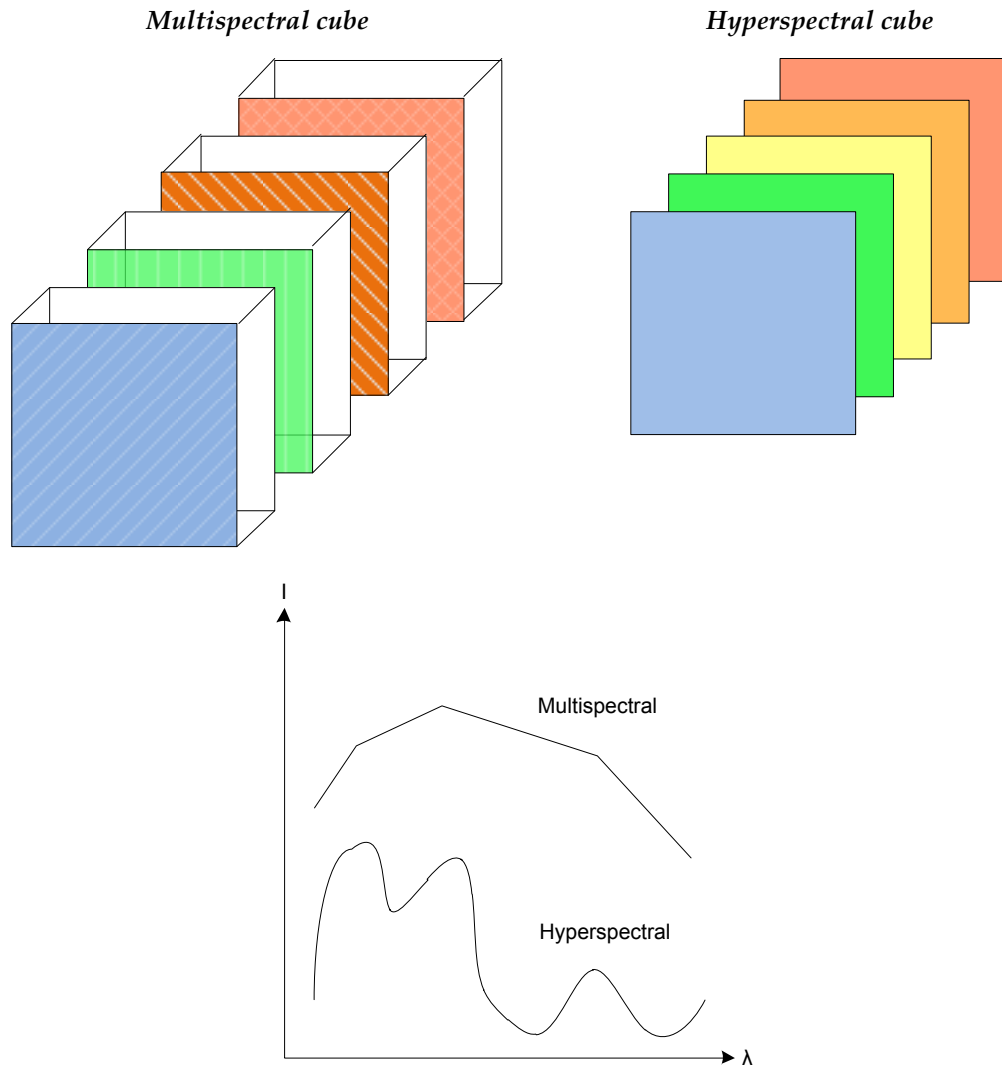 Multispectral cube
Hyperspectral cube
I
Multispectral
Hyperspectral
λ